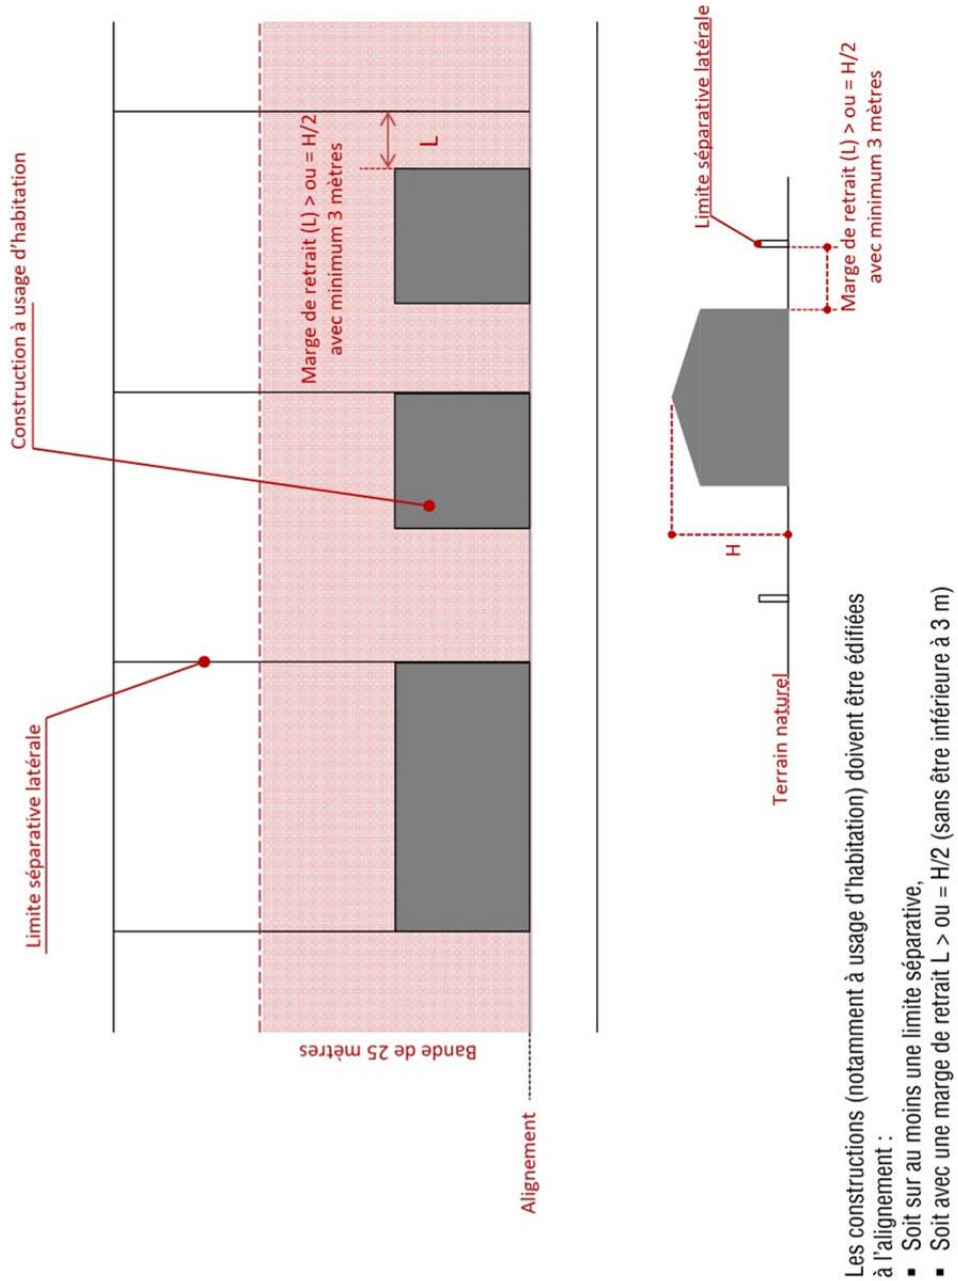 Limite séparative latérale
Construction à usage d'habitation
Bande de 25 mètres
Marge de retrait (L) > ou = H/2
avec minimum 3 mètres
L
Alignement
Limite séparative latérale
H
Marge de retrait (L) > ou = H/2
avec minimum 3 mètres
Terrain naturel
Les constructions (notamment à usage d'habitation) doivent être édifiées
à l'alignement :
▪ Soit sur au moins une limite séparative,
▪ Soit avec une marge de retrait L > ou = H/2 (sans être inférieure à 3 m)